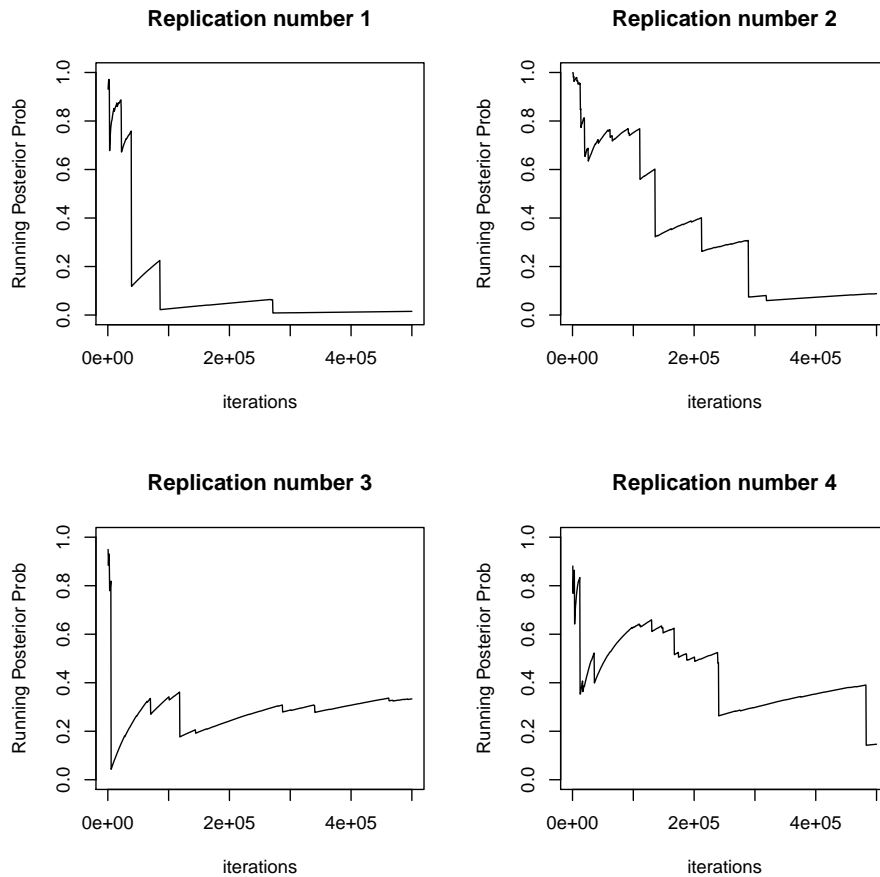 Replication number 1
Running Posterior Prob
1.0
0.8
0.6
0.4
0.2
0.0
0e+00 2e+05 4e+05
iterations
Replication number 2
Running Posterior Prob
1.0
0.8
0.6
0.4
0.2
0.0
0e+00 2e+05 4e+05
iterations
Replication number 3
Running Posterior Prob
1.0
0.8
0.6
0.4
0.2
0.0
0e+00 2e+05 4e+05
iterations
Replication number 4
Running Posterior Prob
1.0
0.8
0.6
0.4
0.2
0.0
0e+00 2e+05 4e+05
iterations